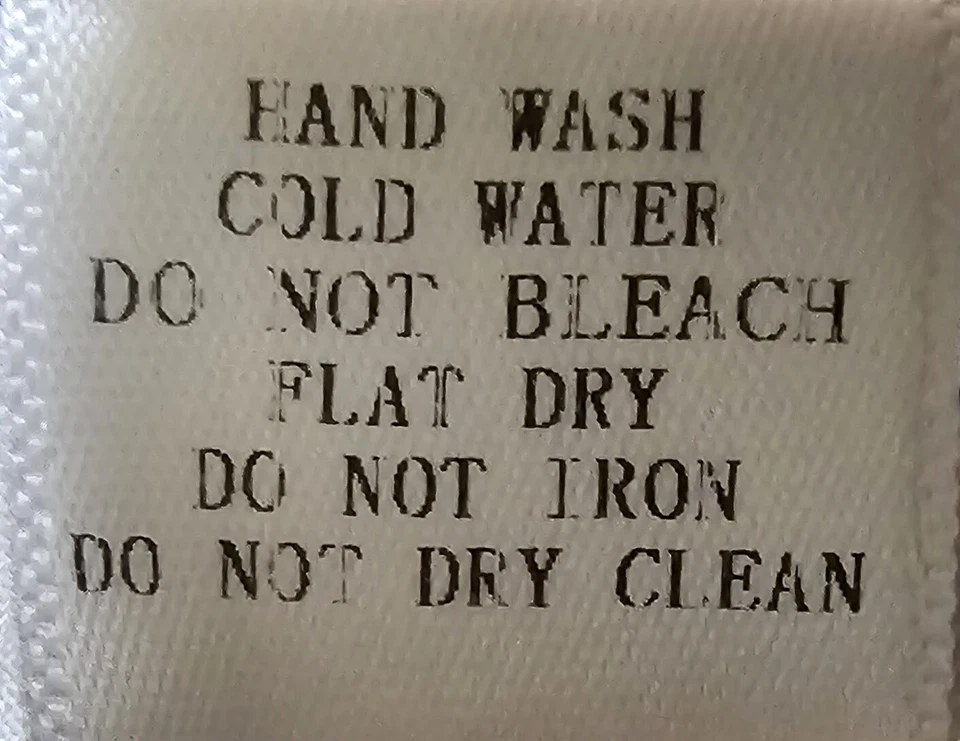 HAND WASH
COLD WATER
DO NOT BLEACH
FLAT DRY
DO NOT IRON
DO NOT DRY CLEAN